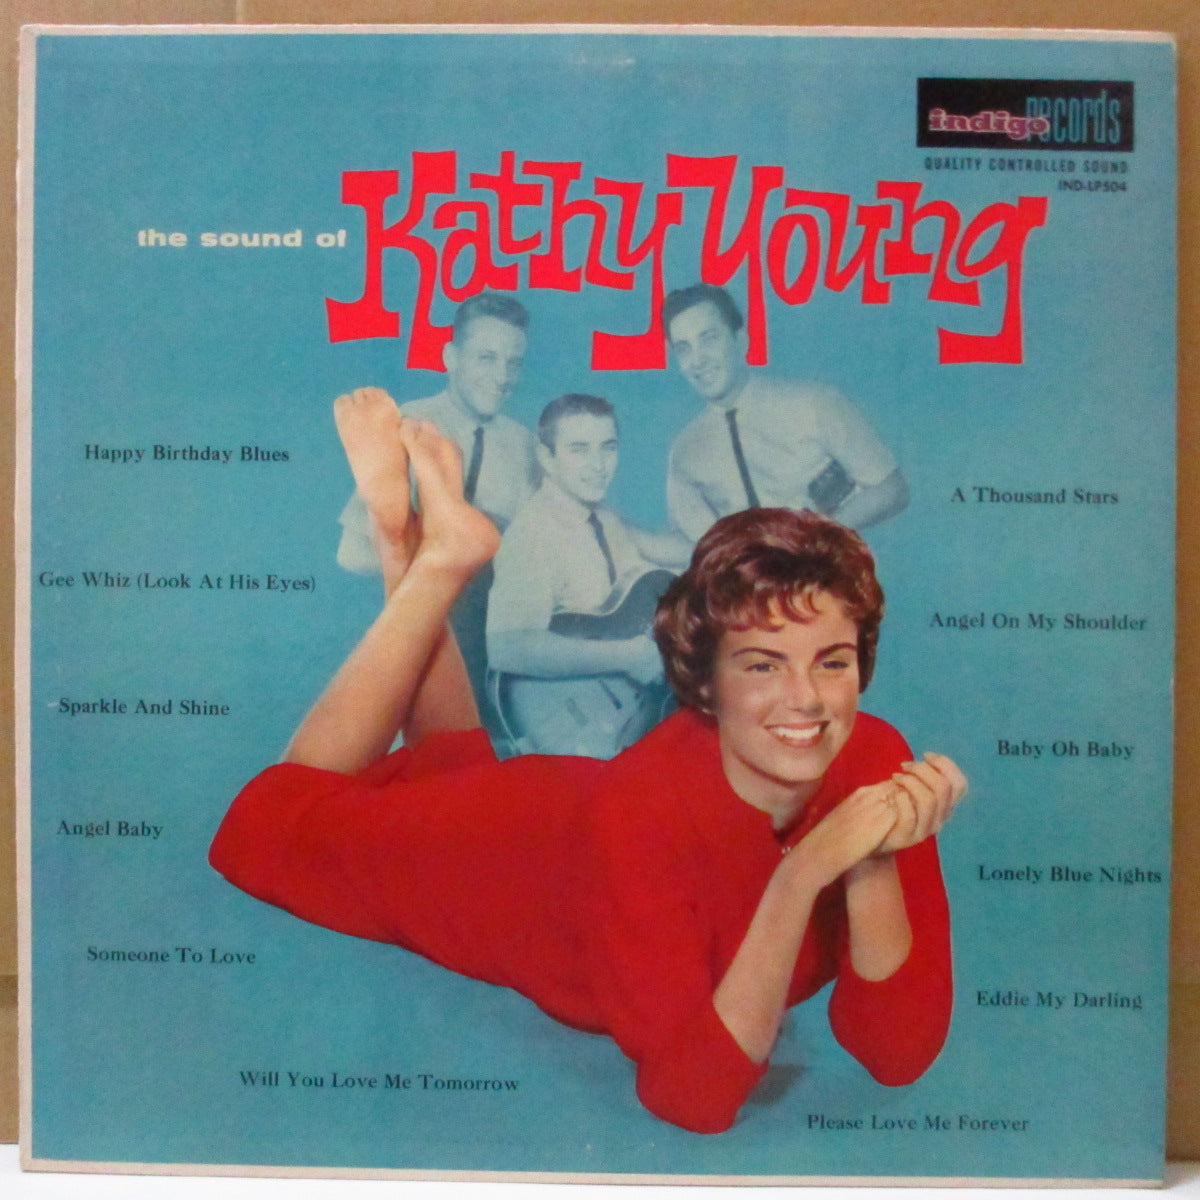 indigo records
QUALITY CONTROLLED SOUND
IND-LP504
the sound of Kathy Young
Happy Birthday Blues
A Thousand Stars
Gee Whiz (Look At His Eyes)
Angel On My Shoulder
Sparkle And Shine
Baby Oh Baby
Angel Baby
Lonely Blue Nights
Someone To Love
Eddie My Darling
Will You Love Me Tomorrow
Please Love Me Forever